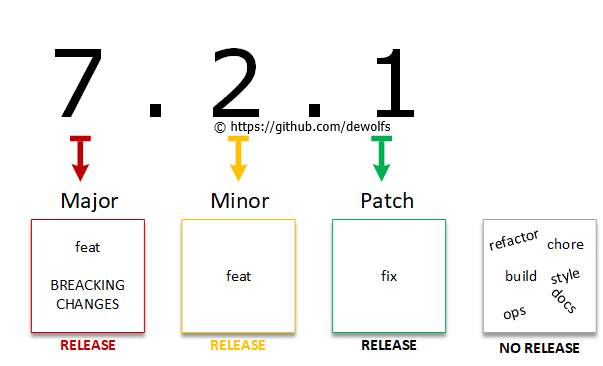 7 . 2 . 1
© https://github.com/dewolfs
Major
Minor
Patch
feat
BREACKING
CHANGES
feat
fix
refactor
chore
build
style
docs
ops
RELEASE
RELEASE
RELEASE
NO RELEASE